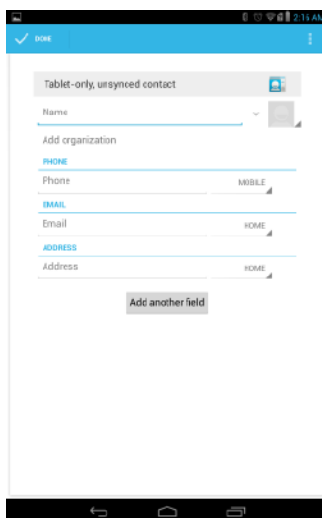 2:16 AM
DONE
Tablet-only, unsynced contact
Name
Add organization
PHONE
Phone
MOBILE
EMAIL
Email
HOME
ADDRESS
Address
HOME
Add another field